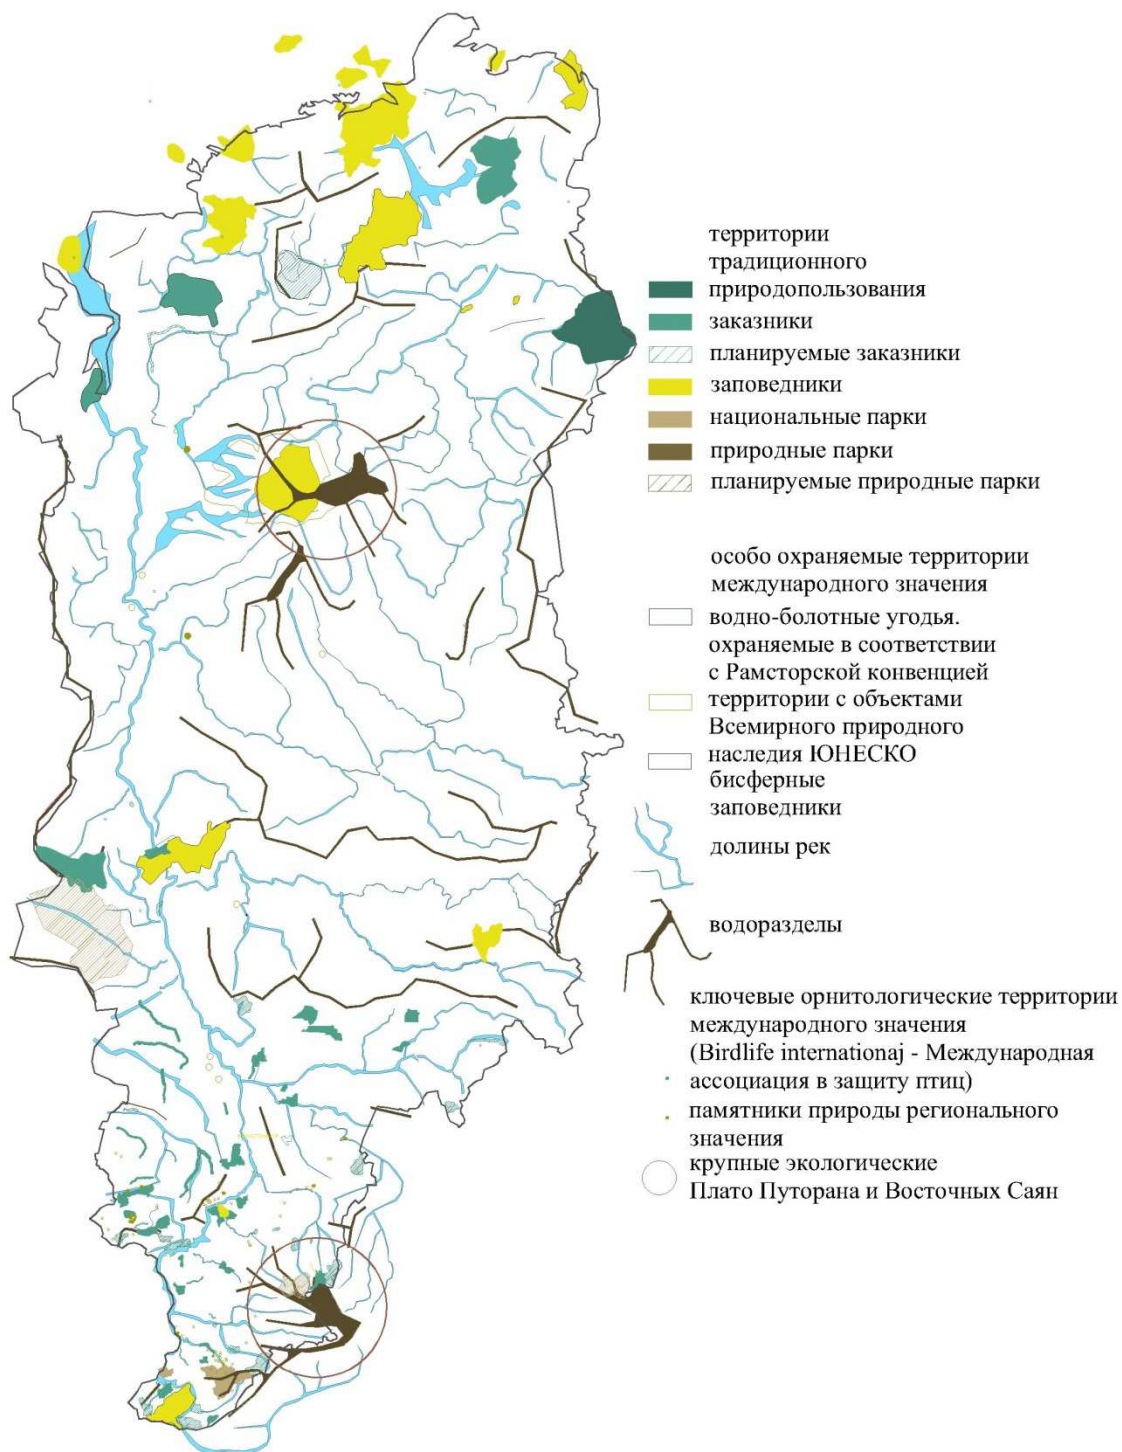 территории
традиционного
природопользования
заказники
планируемые заказники
заповедники
национальные парки
природные парки
планируемые природные парки
особо охраняемые территории
международного значения
водно-болотные угодья.
охраняемые в соответствии
с Рамсторской конвенцией
территории с объектами
Всемирного природного
наследия ЮНЕСКО
бисферные
заповедники
долины рек
водоразделы
ключевые орнитологические территории
международного значения
(Birdlife internationaj - Международная
ассоциация в защиту птиц)
памятники природы регионального
значения
крупные экологические
Плато Путорана и Восточных Саян